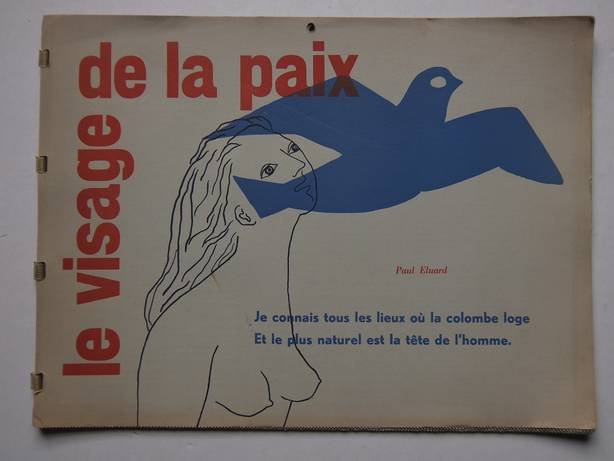 le visage
de la paix
Paul Eluard
Je connais tous les lieux où la colombe loge
Et le plus naturel est la tête de l'homme.